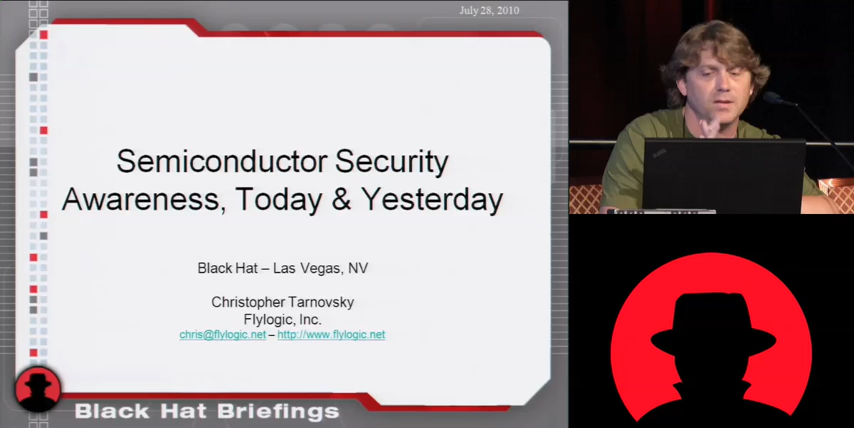 July 28, 2010
Semiconductor Security
Awareness, Today & Yesterday
Black Hat – Las Vegas, NV
Christopher Tarnovsky
Flylogic, Inc.
chris@flylogic.net – http://www.flylogic.net
Black Hat Briefings